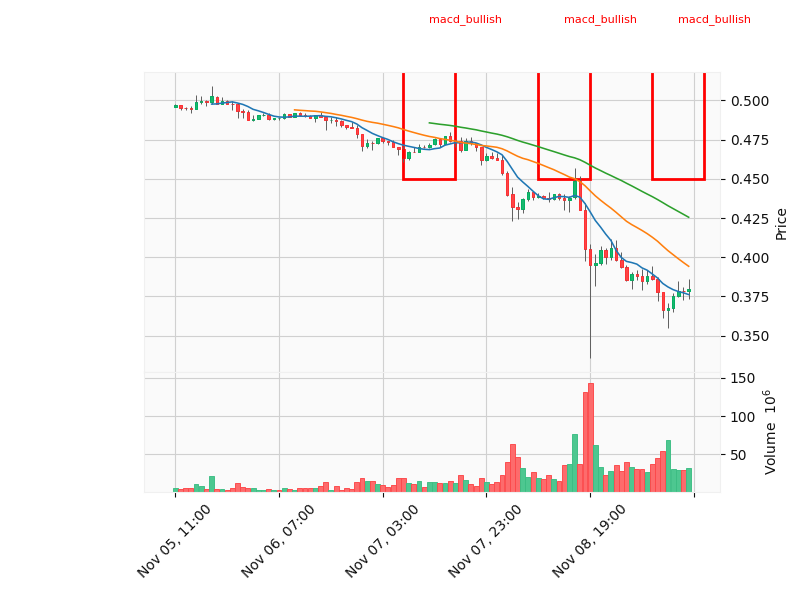 macd_bullish macd_bullish macd_bullish
0.500
0.475
0.450
0.425
0.400
0.375
0.350
Price
150
100
50
Volume 10^6
Nov 05, 11:00
Nov 06, 07:00
Nov 07, 03:00
Nov 07, 23:00
Nov 08, 19:00